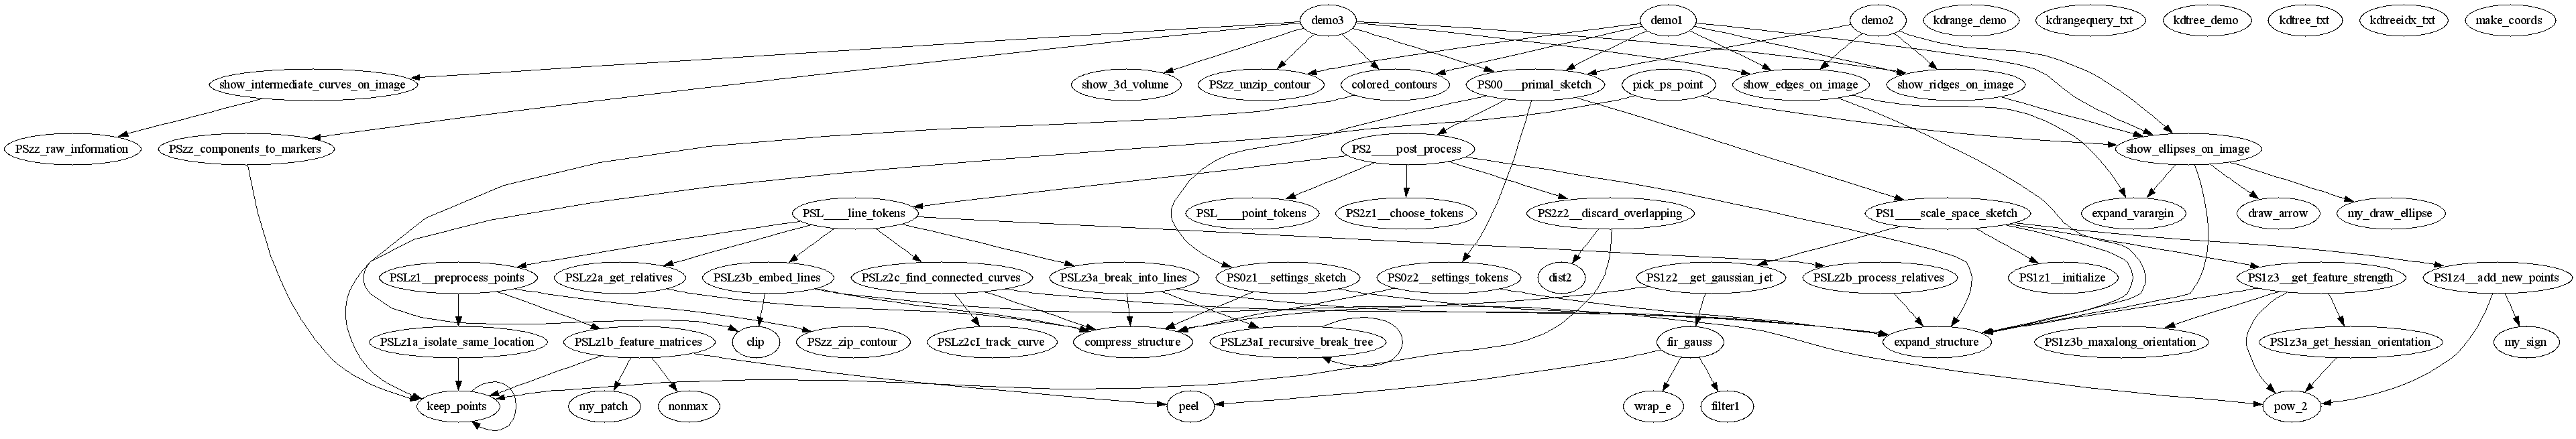 demo3
demo1
demo2
kdrange_demo
kdrangequery_txt
kdtree_demo
kdtree_txt
kdtreeidx_txt
make_coords
show_intermediate_curves_on_image
show_3d_volume
PSzz_unzip_contour
colored_contours
PS00___primal_sketch
pick_ps_point
show_edges_on_image
show_ridges_on_image
PSzz_raw_information
PSzz_components_to_markers
PS2____post_process
show_ellipses_on_image
PSL____line_tokens
PSL____point_tokens
PS2z1__choose_tokens
PS2z2__discard_overlapping
PS1____scale_space_sketch
expand_varargin
draw_arrow
my_draw_ellipse
PSLz1__preprocess_points
PSLz2a_get_relatives
PSLz3b_embed_lines
PSLz2c_find_connected_curves
PSLz3a_break_into_lines
PS0z1__settings_sketch
PS0z2__settings_tokens
dist2
PS1z2__get_gaussian_jet
PSLz2b_process_relatives
PS1z1__initialize
PS1z3__get_feature_strength
PS1z4__add_new_points
PSLz1a_isolate_same_location
PSLz1b_feature_matrices
clip
PSzz_zip_contour
PSLz2cI_track_curve
compress_structure
PSLz3aI_recursive_break_tree
fir_gauss
expand_structure
PS1z3b_maxalong_orientation
PS1z3a_get_hessian_orientation
my_sign
keep_points
my_patch
nonmax
peel
wrap_e
filter1
pow_2